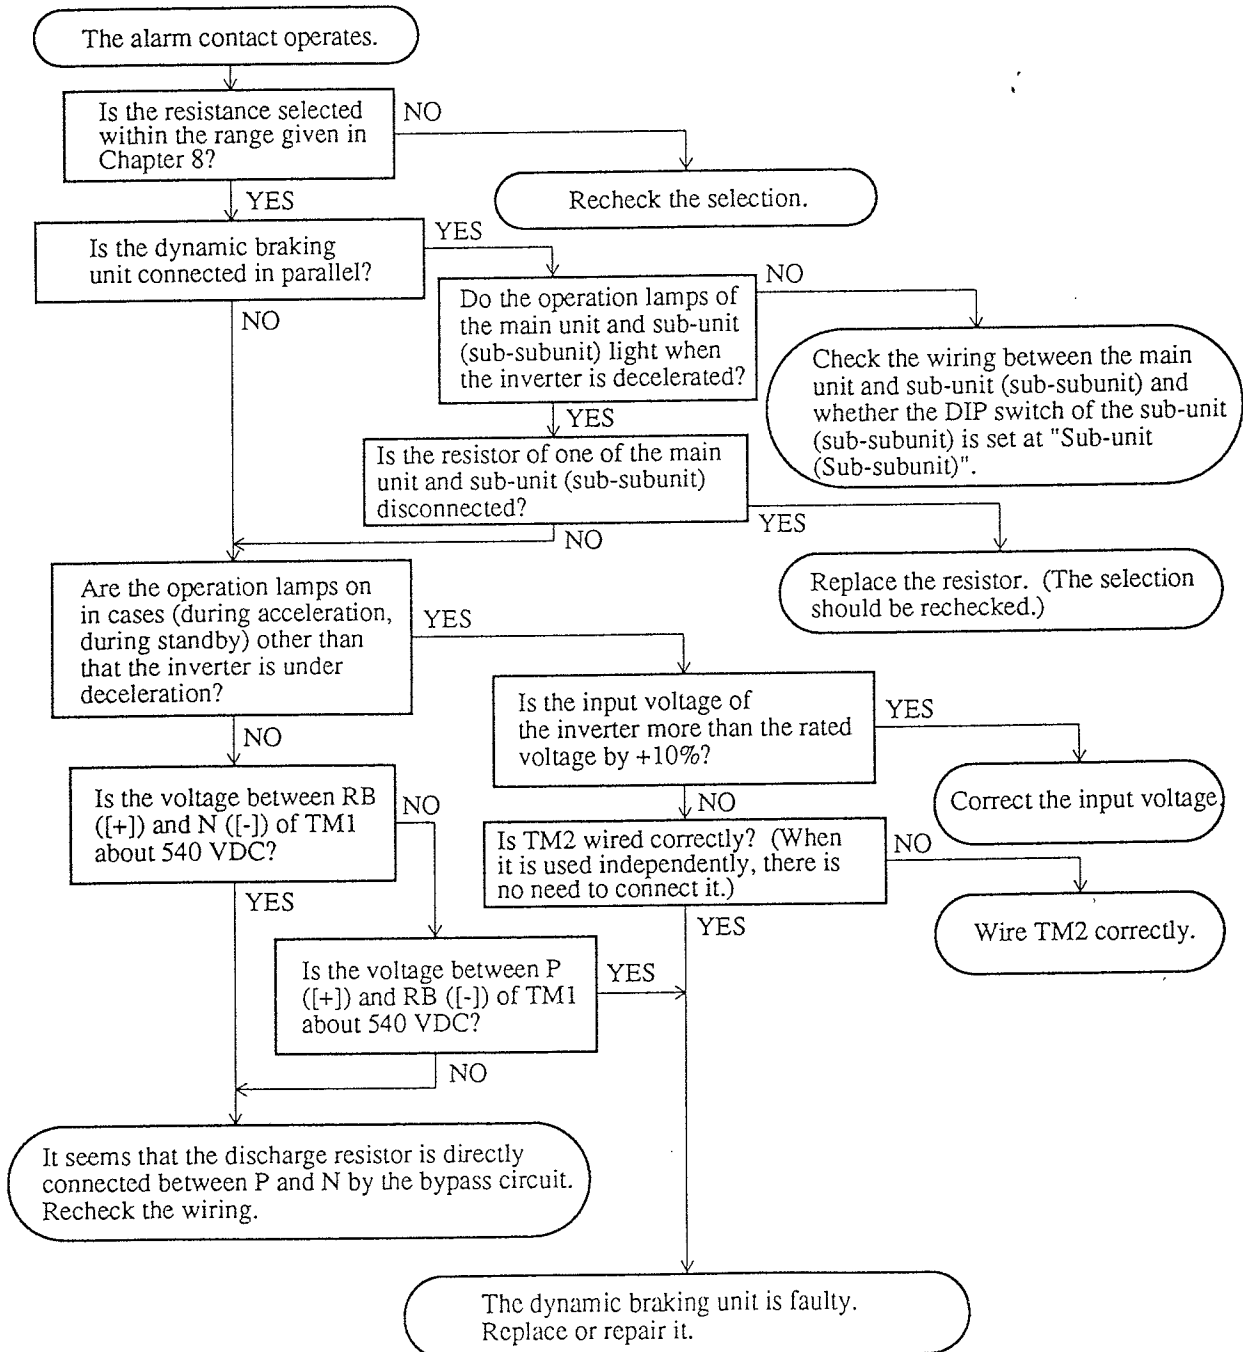 The alarm contact operates.
Is the resistance selected
within the range given in
Chapter 8?
NO
Recheck the selection.
YES
Is the dynamic braking
unit connected in parallel?
YES
NO
Do the operation lamps of
the main unit and sub-unit
(sub-subunit) light when
the inverter is decelerated?
NO
Check the wiring between the main
unit and sub-unit (sub-subunit) and
whether the DIP switch of the sub-unit
(sub-subunit) is set at "Sub-unit
(Sub-subunit)".
YES
Is the resistor of one of the main
unit and sub-unit (sub-subunit)
disconnected?
YES
NO
Replace the resistor. (The selection
should be rechecked.)
Are the operation lamps on
in cases (during acceleration,
during standby) other than
that the inverter is under
deceleration?
YES
NO
Is the input voltage of
the inverter more than the rated
voltage by +10%?
YES
Correct the input voltage.
NO
Is the voltage between RB
([+]) and N ([-]) of TM1
about 540 VDC?
NO
YES
Is TM2 wired correctly? (When
it is used independently, there is
no need to connect it.)
NO
Wire TM2 correctly.
YES
Is the voltage between P
([+]) and RB ([-]) of TM1
about 540 VDC?
YES
NO
It seems that the discharge resistor is directly
connected between P and N by the bypass circuit.
Recheck the wiring.
The dynamic braking unit is faulty.
Replace or repair it.